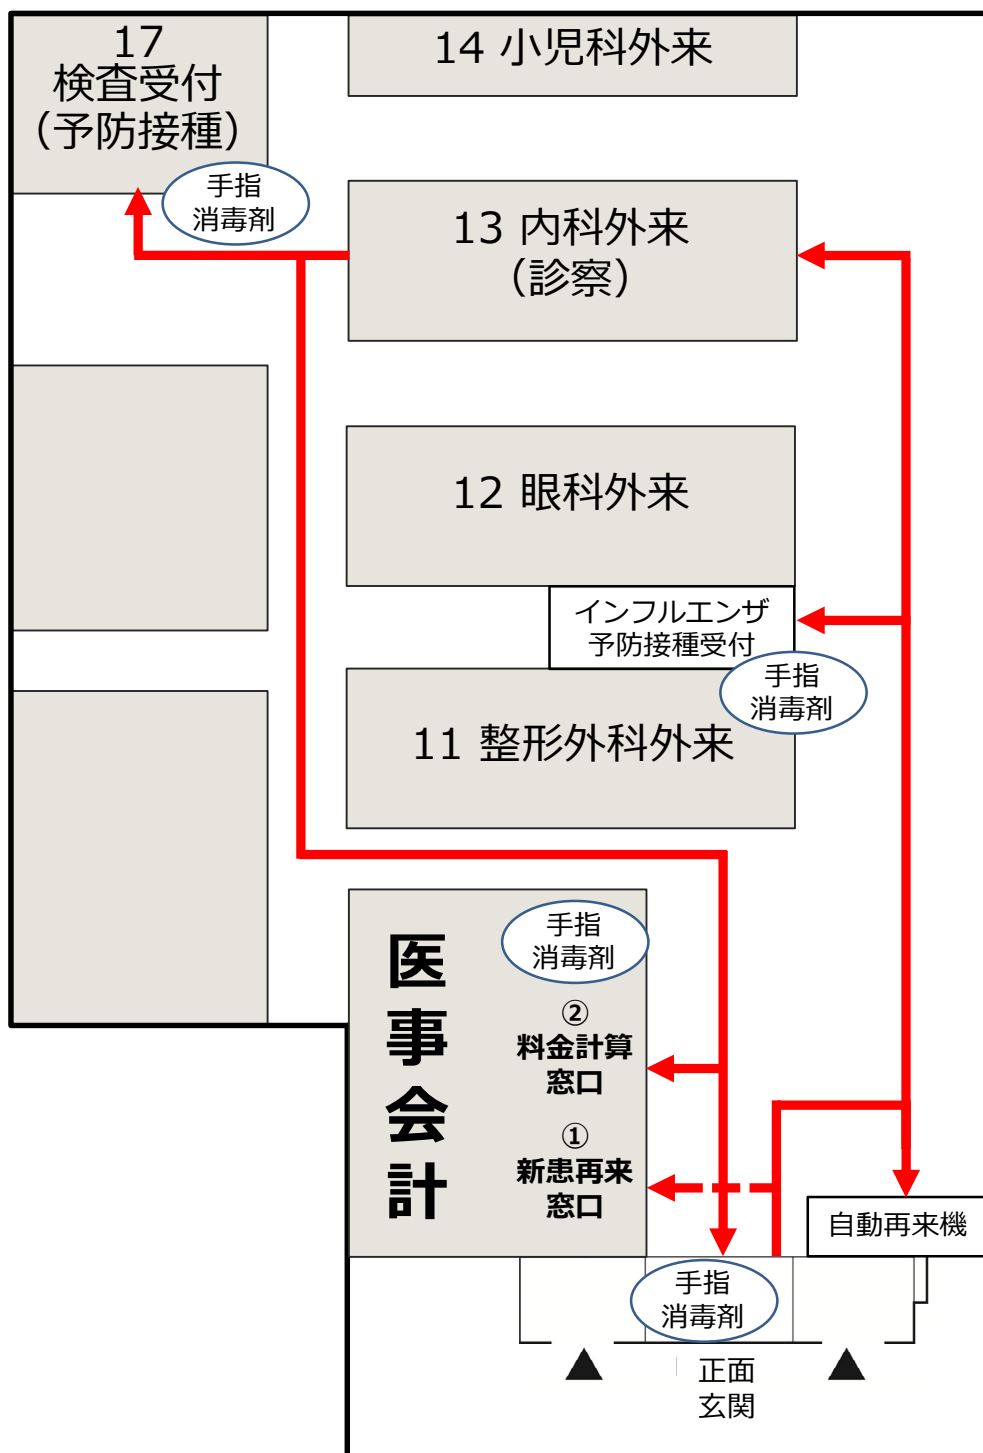 17
検査受付
（予防接種）
手指
消毒剤
14 小児科外来
13 内科外来
（診察）
12 眼科外来
インフルエンザ
予防接種受付
手指
消毒剤
11 整形外科外来
医事会計
手指
消毒剤
②
料金計算
窓口
①
新患再来
窓口
自動再来機
手指
消毒剤
正面
玄関